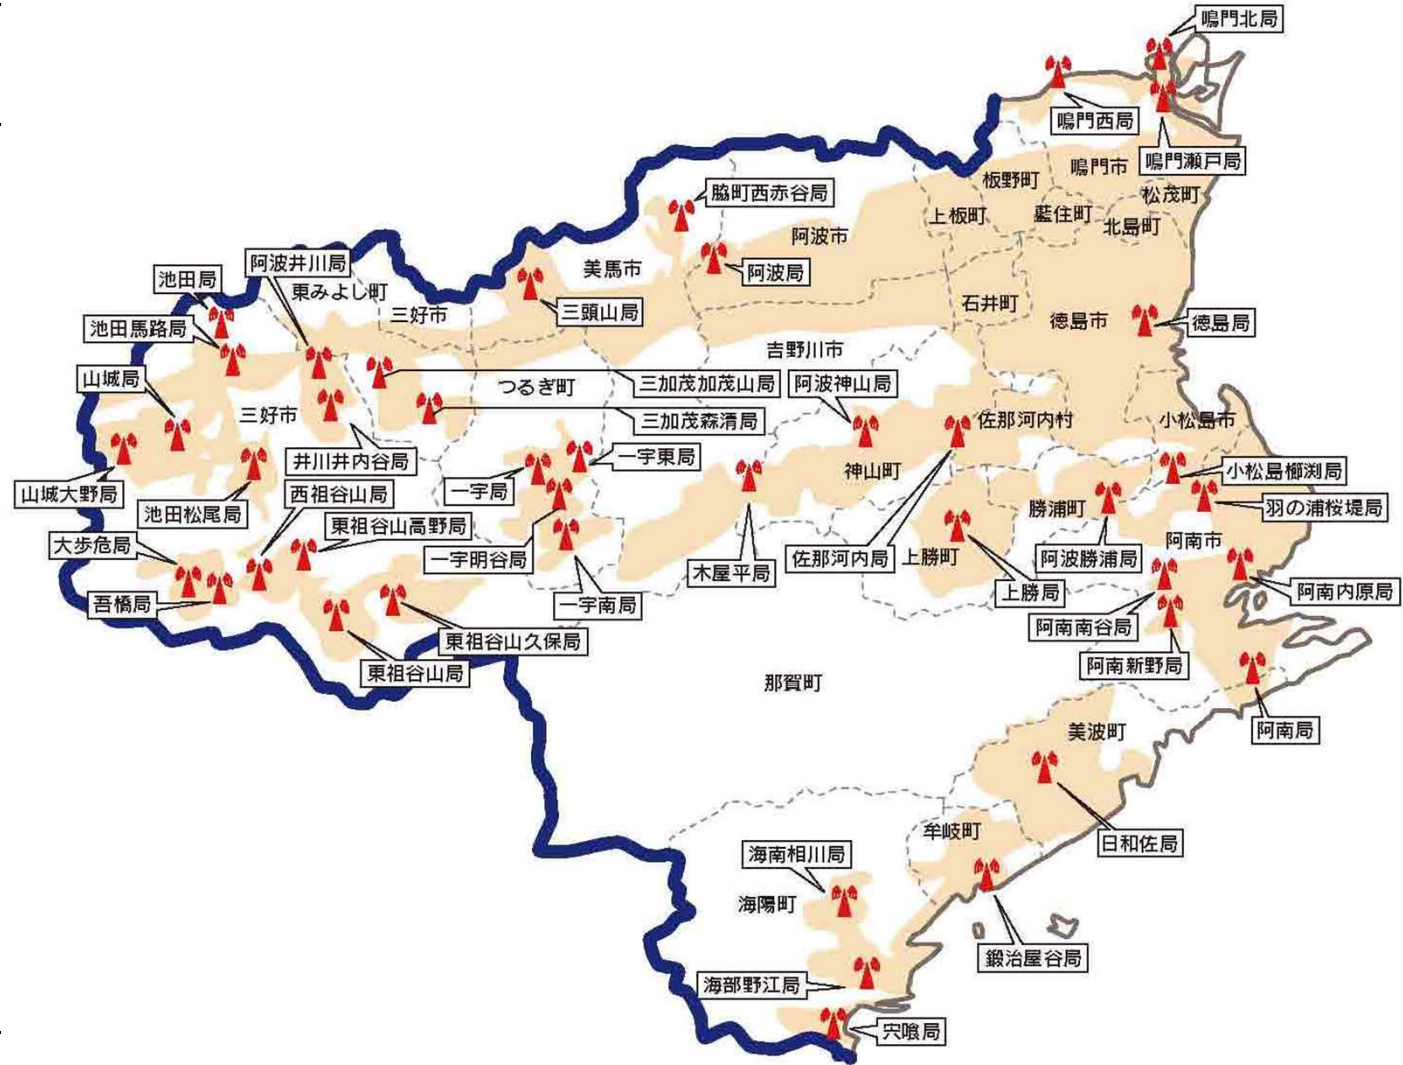 鳴門北局
鳴門西局
鳴門瀬戸局
鳴門市
板野町
松茂町
脇町西赤谷局
上板町
藍住町
北島町
阿波市
阿波井川局
美馬市
阿波局
池田局
東みよし町
石井町
三好市
三頭山局
徳島市
徳島局
池田馬路局
吉野川市
山城局
つるぎ町
三加茂加茂山局
阿波神山局
三好市
三加茂森清局
佐那河内村
小松島市
井川井内谷局
一宇東局
神山町
小松島櫛渕局
山城大野局
一宇局
西祖谷山局
池田松尾局
勝浦町
羽の浦桜堤局
東祖谷山高野局
大歩危局
一宇明谷局
佐那河内局
上勝町
阿波勝浦局
阿南市
木屋平局
上勝局
阿南内原局
吾橋局
一宇南局
阿南南谷局
東祖谷山久保局
阿南新野局
東祖谷山局
那賀町
阿南局
美波町
牟岐町
日和佐局
海南相川局
海陽町
鍛治屋谷局
海部野江局
宍喰局